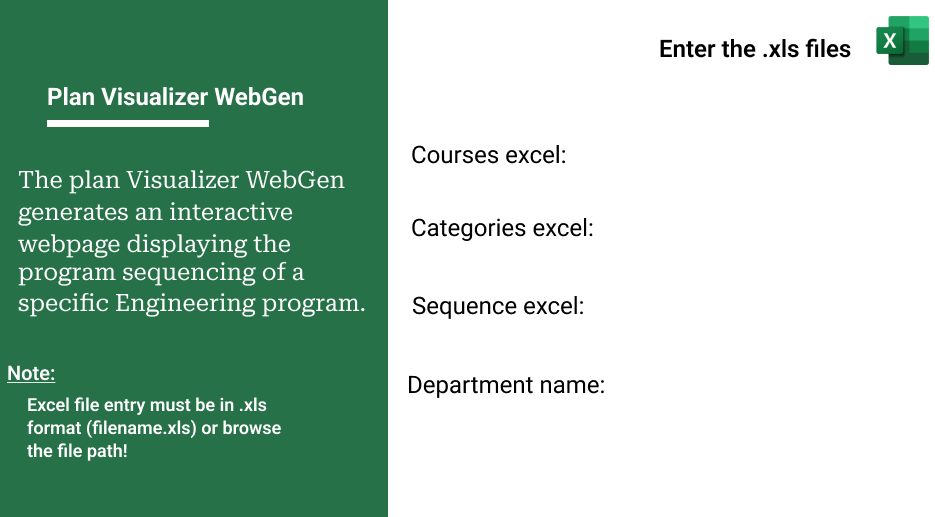 Plan Visualizer WebGen
The plan Visualizer WebGen
generates an interactive
webpage displaying the
program sequencing of a
specific Engineering program.
Note:
Excel file entry must be in .xls
format (filename.xls) or browse
the file path!
Enter the .xls files
X
Courses excel:
Categories excel:
Sequence excel:
Department name: